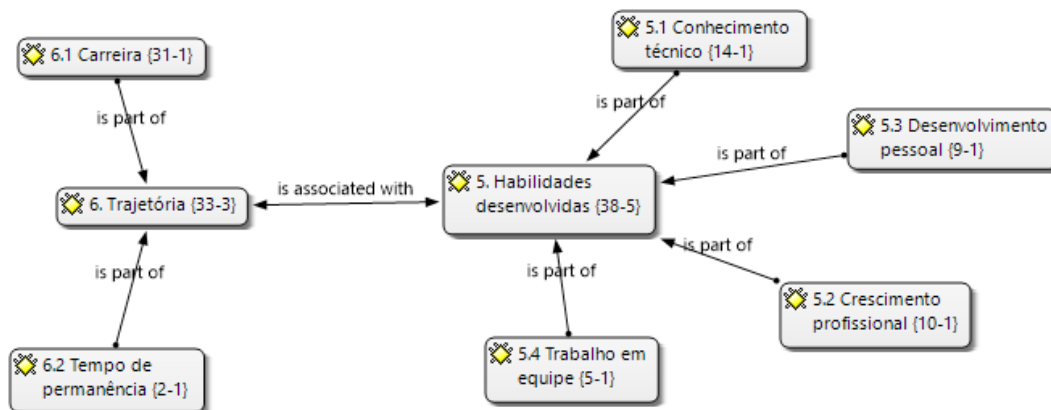 6.1 Carreira {31-1}
5.1 Conhecimento
técnico {14-1}
is part of
is part of
5.3 Desenvolvimento
pessoal {9-1}
is part of
6. Trajetória {33-3}
is associated with
5. Habilidades
desenvolvidas {38-5}
is part of
is part of
is part of
5.2 Crescimento
profissional {10-1}
6.2 Tempo de
permanência {2-1}
5.4 Trabalho em
equipe {5-1}